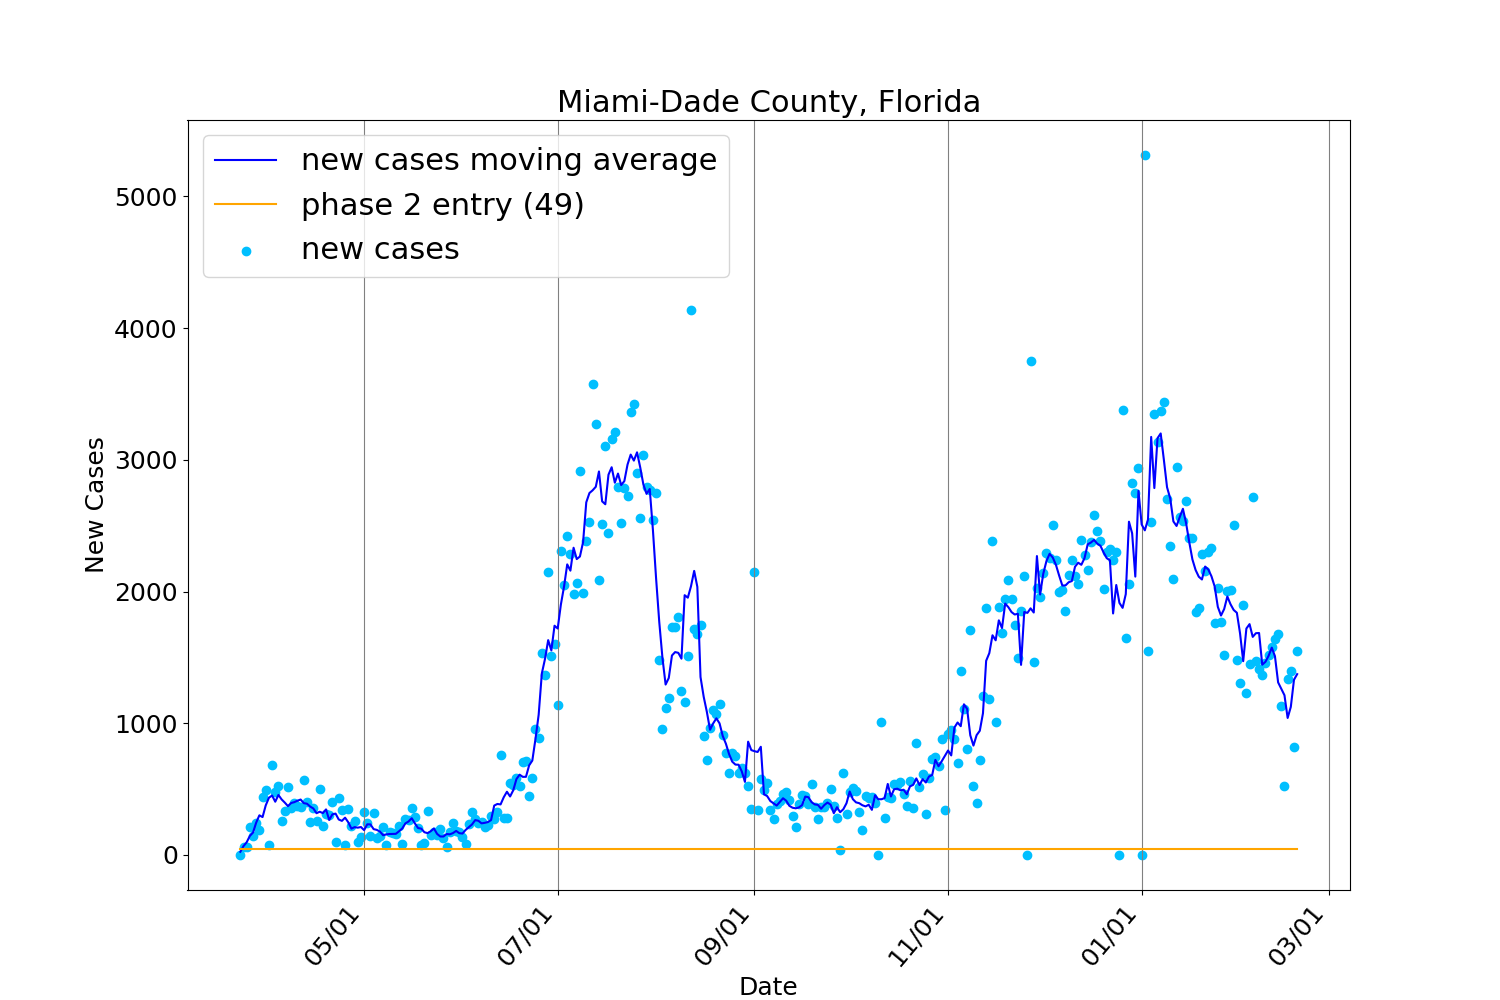 Miami-Dade County, Florida
new cases moving average
phase 2 entry (49)
new cases
5000
4000
3000
2000
1000
0
New Cases
05/01
07/01
09/01
11/01
01/01
03/01
Date